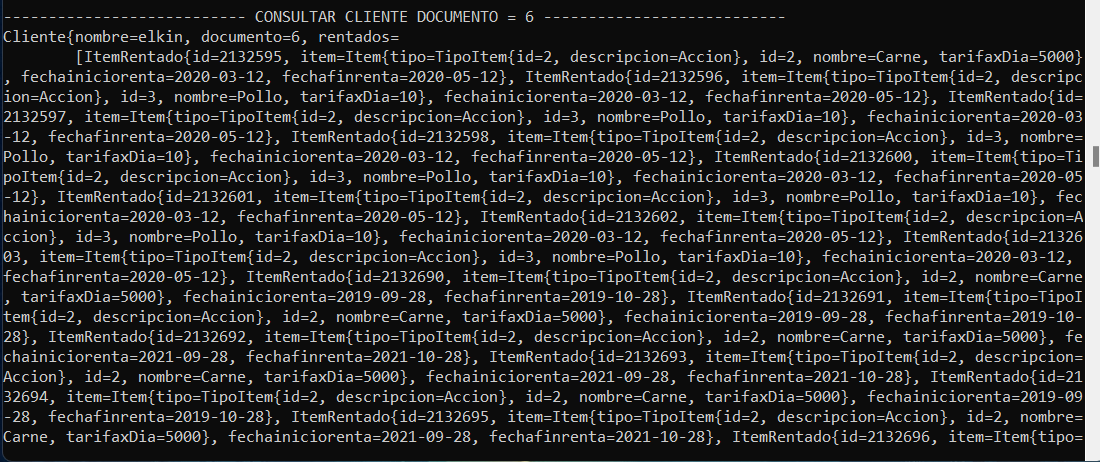 --------------------------- CONSULTAR CLIENTE DOCUMENTO = 6 ---------------------------
Cliente{nombre=elkin, documento=6, rentados=
        [ItemRentado{id=2132595, item=Item{tipo=TipoItem{id=2, descripcion=Accion}, id=2, nombre=Carne, tarifaxDia=5000}
, fechainiciorenta=2020-03-12, fechafinrenta=2020-05-12}, ItemRentado{id=2132596, item=Item{tipo=TipoItem{id=2, descripc
ion=Accion}, id=3, nombre=Pollo, tarifaxDia=10}, fechainiciorenta=2020-03-12, fechafinrenta=2020-05-12}, ItemRentado{id=
2132597, item=Item{tipo=TipoItem{id=2, descripcion=Accion}, id=3, nombre=Pollo, tarifaxDia=10}, fechainiciorenta=2020-03
-12, fechafinrenta=2020-05-12}, ItemRentado{id=2132598, item=Item{tipo=TipoItem{id=2, descripcion=Accion}, id=3, nombre=
Pollo, tarifaxDia=10}, fechainiciorenta=2020-03-12, fechafinrenta=2020-05-12}, ItemRentado{id=2132600, item=Item{tipo=Ti
poItem{id=2, descripcion=Accion}, id=3, nombre=Pollo, tarifaxDia=10}, fechainiciorenta=2020-03-12, fechafinrenta=2020-05
-12}, ItemRentado{id=2132601, item=Item{tipo=TipoItem{id=2, descripcion=Accion}, id=3, nombre=Pollo, tarifaxDia=10}, fec
hainiciorenta=2020-03-12, fechafinrenta=2020-05-12}, ItemRentado{id=2132602, item=Item{tipo=TipoItem{id=2, descripcion=A
ccion}, id=3, nombre=Pollo, tarifaxDia=10}, fechainiciorenta=2020-03-12, fechafinrenta=2020-05-12}, ItemRentado{id=21326
03, item=Item{tipo=TipoItem{id=2, descripcion=Accion}, id=3, nombre=Pollo, tarifaxDia=10}, fechainiciorenta=2020-03-12, 
fechafinrenta=2020-05-12}, ItemRentado{id=2132690, item=Item{tipo=TipoItem{id=2, descripcion=Accion}, id=2, nombre=Carne
, tarifaxDia=5000}, fechainiciorenta=2019-09-28, fechafinrenta=2019-10-28}, ItemRentado{id=2132691, item=Item{tipo=TipoI
tem{id=2, descripcion=Accion}, id=2, nombre=Carne, tarifaxDia=5000}, fechainiciorenta=2019-09-28, fechafinrenta=2019-10-
28}, ItemRentado{id=2132692, item=Item{tipo=TipoItem{id=2, descripcion=Accion}, id=2, nombre=Carne, tarifaxDia=5000}, fe
chainiciorenta=2021-09-28, fechafinrenta=2021-10-28}, ItemRentado{id=2132693, item=Item{tipo=TipoItem{id=2, descripcion=
Accion}, id=2, nombre=Carne, tarifaxDia=5000}, fechainiciorenta=2021-09-28, fechafinrenta=2021-10-28}, ItemRentado{id=21
32694, item=Item{tipo=TipoItem{id=2, descripcion=Accion}, id=2, nombre=Carne, tarifaxDia=5000}, fechainiciorenta=2019-09
-28, fechafinrenta=2019-10-28}, ItemRentado{id=2132695, item=Item{tipo=TipoItem{id=2, descripcion=Accion}, id=2, nombre=
Carne, tarifaxDia=5000}, fechainiciorenta=2021-09-28, fechafinrenta=2021-10-28}, ItemRentado{id=2132696, item=Item{tipo=